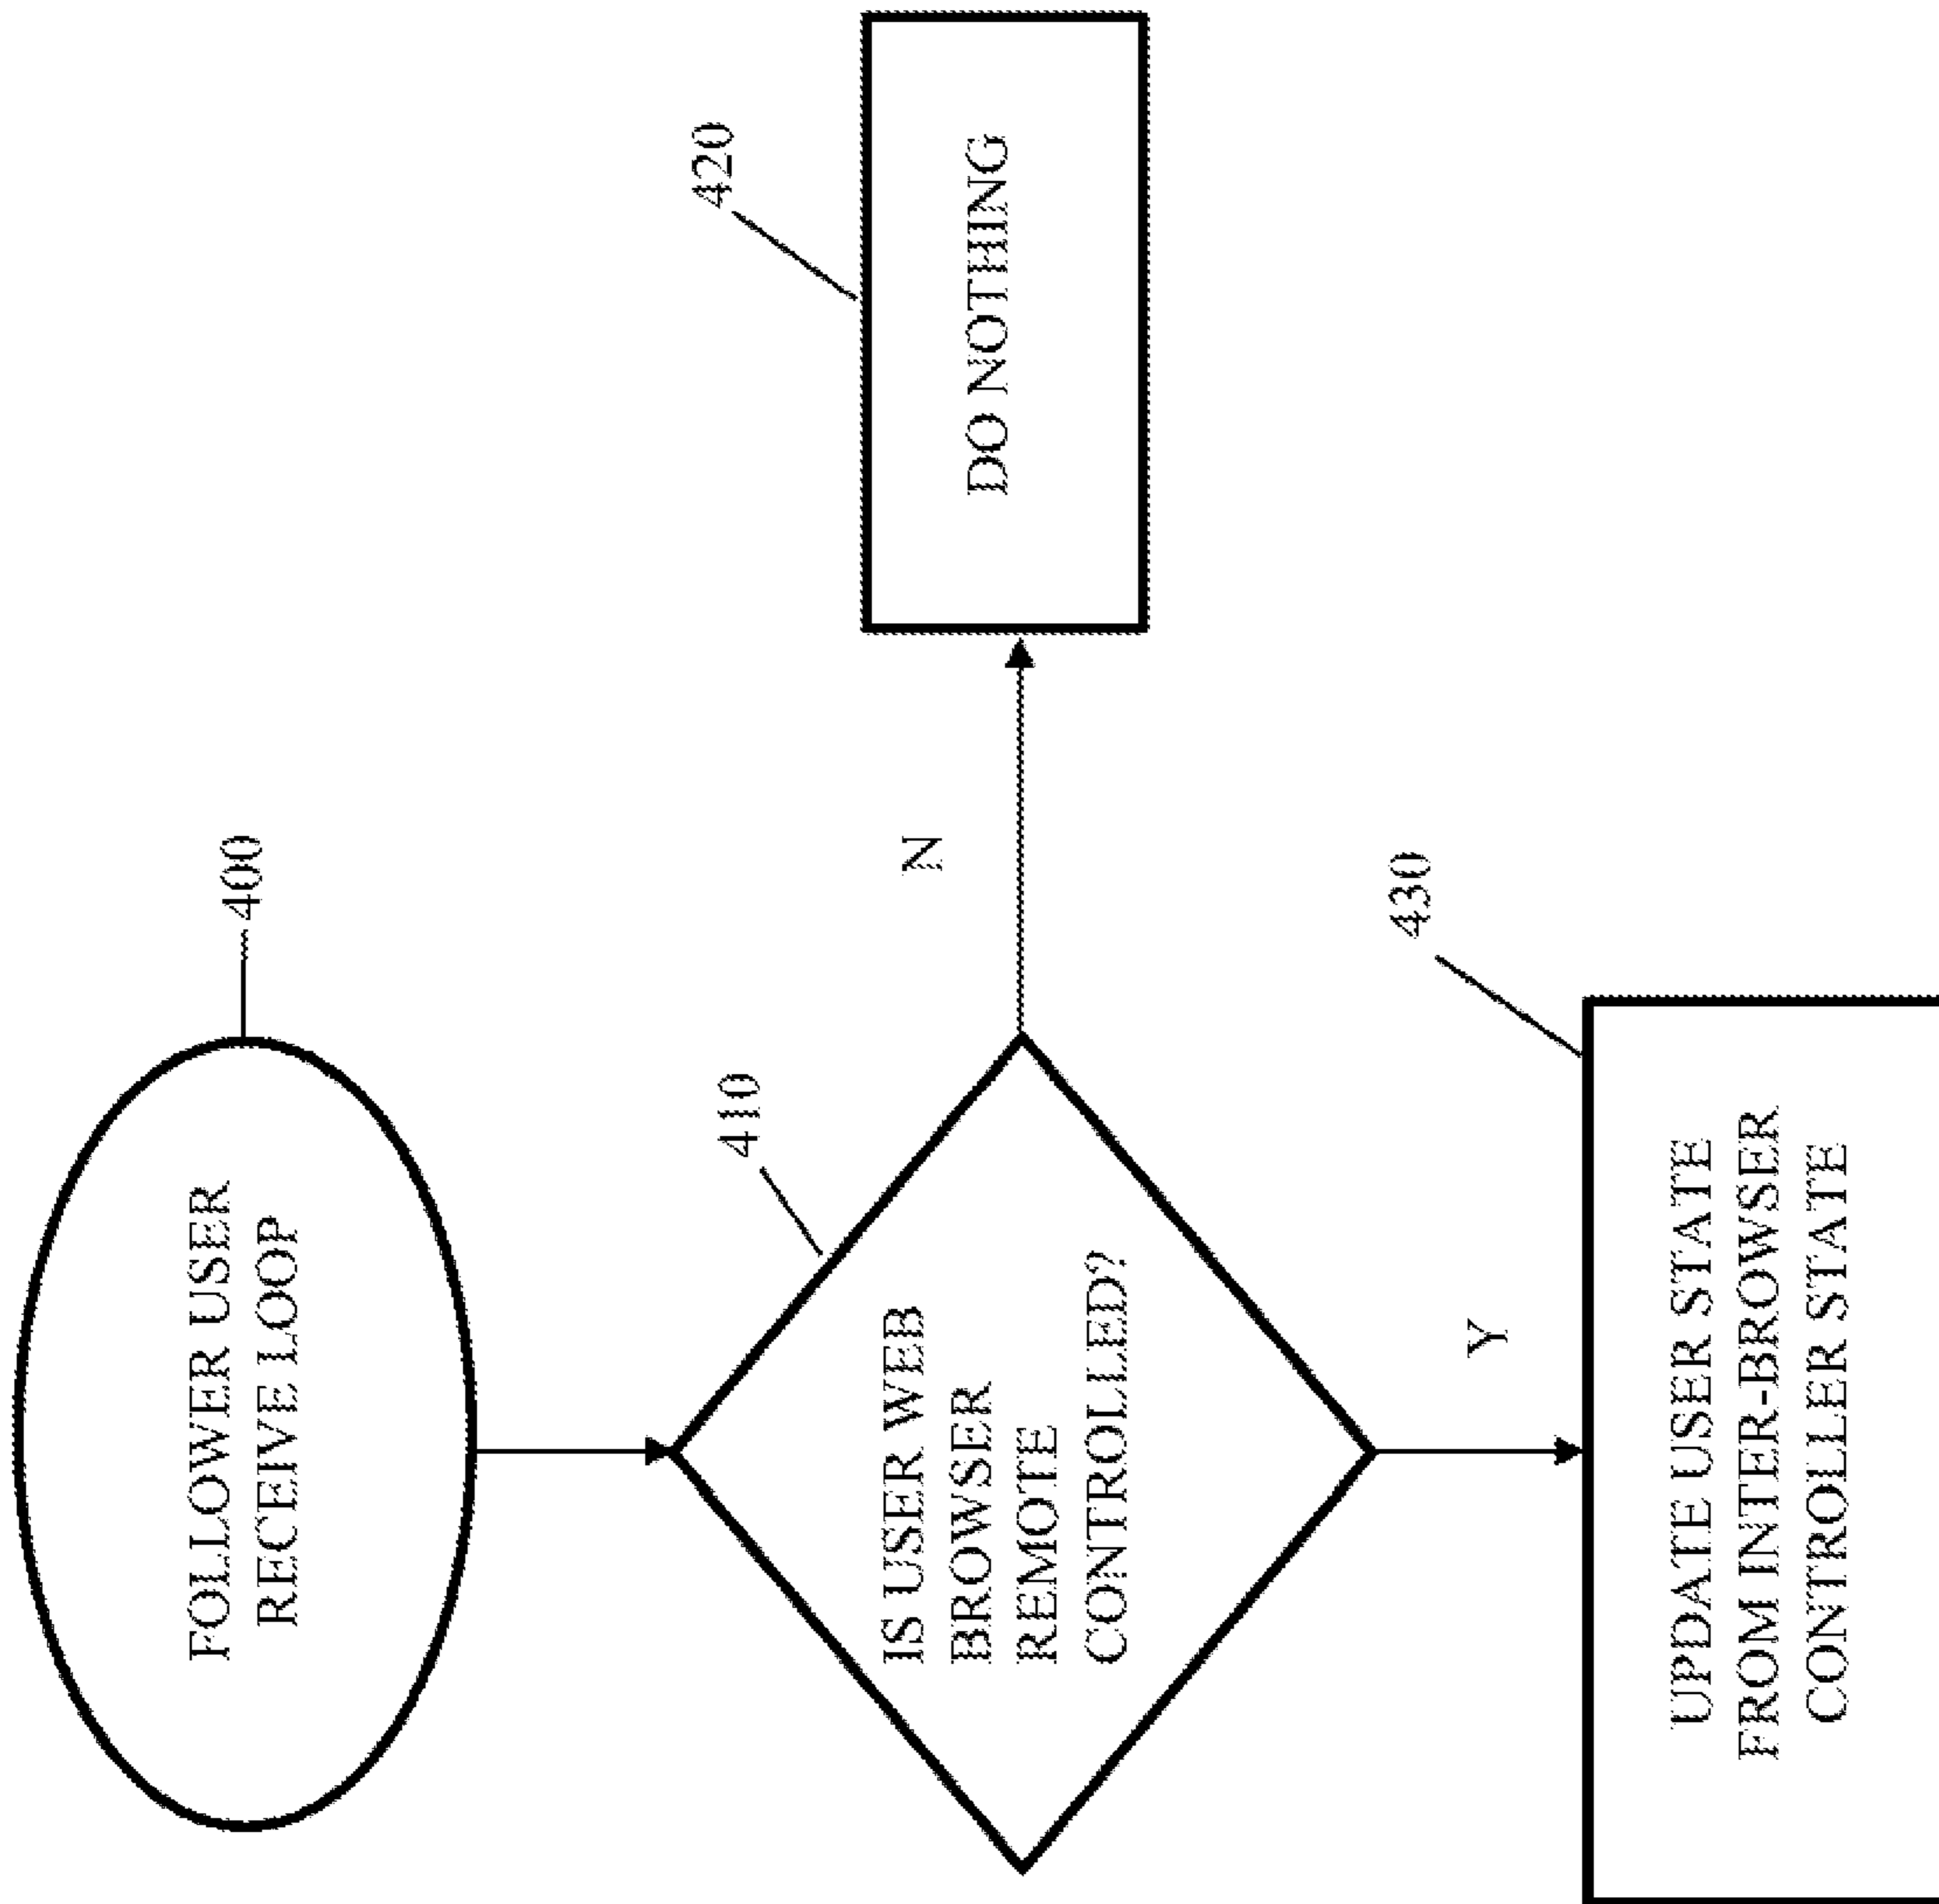 FOLLOWER USER
RECEIVE LOOP
400
410
IS USER WEB
BROWSER
REMOTE
CONTROLLED?
N
420
DO NOTHING
Y
430
UPDATE USER STATE
FROM INTER-BROWSER
CONTROLLER STATE